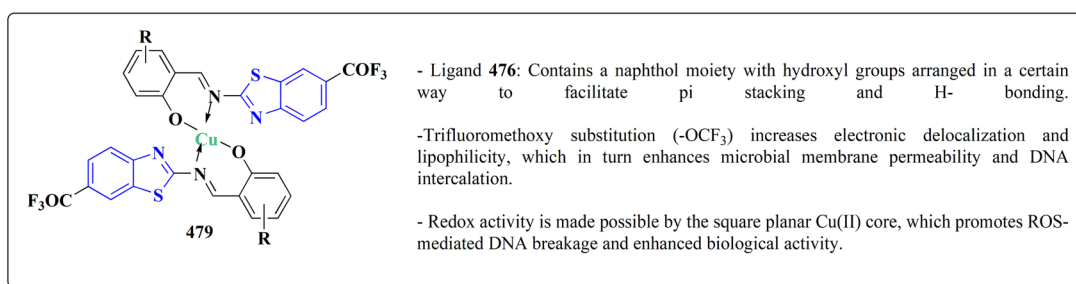 R
COF3
S
N
N
O
Cu
N
O
N
S
F3OC
R
479
- Ligand 476: Contains a naphthol moiety with hydroxyl groups arranged in a certain
way to facilitate pi stacking and H- bonding.
-Trifluoromethoxy substitution (-OCF3) increases electronic delocalization and
lipophilicity, which in turn enhances microbial membrane permeability and DNA
intercalation.
- Redox activity is made possible by the square planar Cu(II) core, which promotes ROS-
mediated DNA breakage and enhanced biological activity.